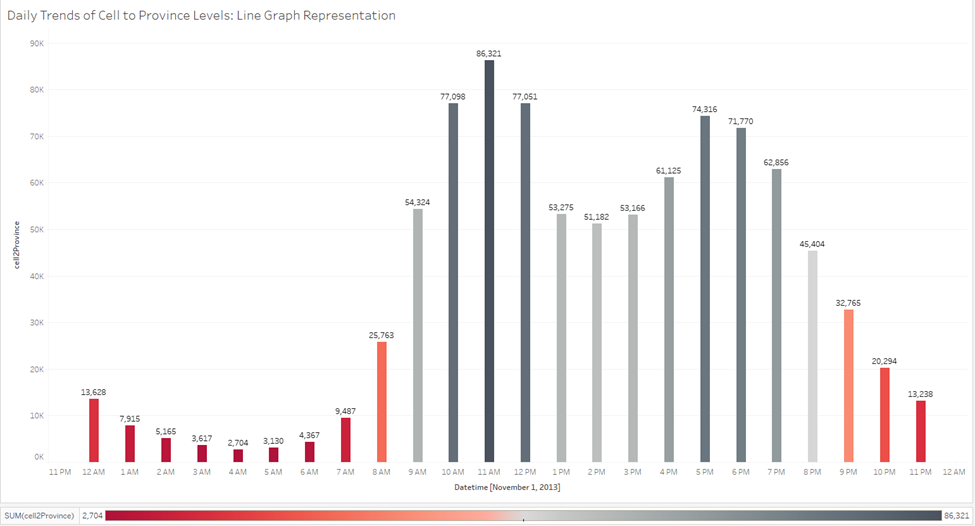 Daily Trends of Cell to Province Levels: Line Graph Representation
90K
80K
70K
60K
50K
40K
30K
20K
10K
0K
cell2Province
13,628
7,915
5,165
3,617
2,704
3,130
4,367
9,487
25,763
54,324
77,098
86,321
77,051
53,275
51,182
53,166
61,125
74,316
71,770
62,856
45,404
32,765
20,294
13,238
11 PM 12 AM 1 AM 2 AM 3 AM 4 AM 5 AM 6 AM 7 AM 8 AM 9 AM 10 AM 11 AM 12 PM 1 PM 2 PM 3 PM 4 PM 5 PM 6 PM 7 PM 8 PM 9 PM 10 PM 11 PM 12 AM
Datetime [November 1, 2013]
SUM(cell2Province) 2,704 86,321